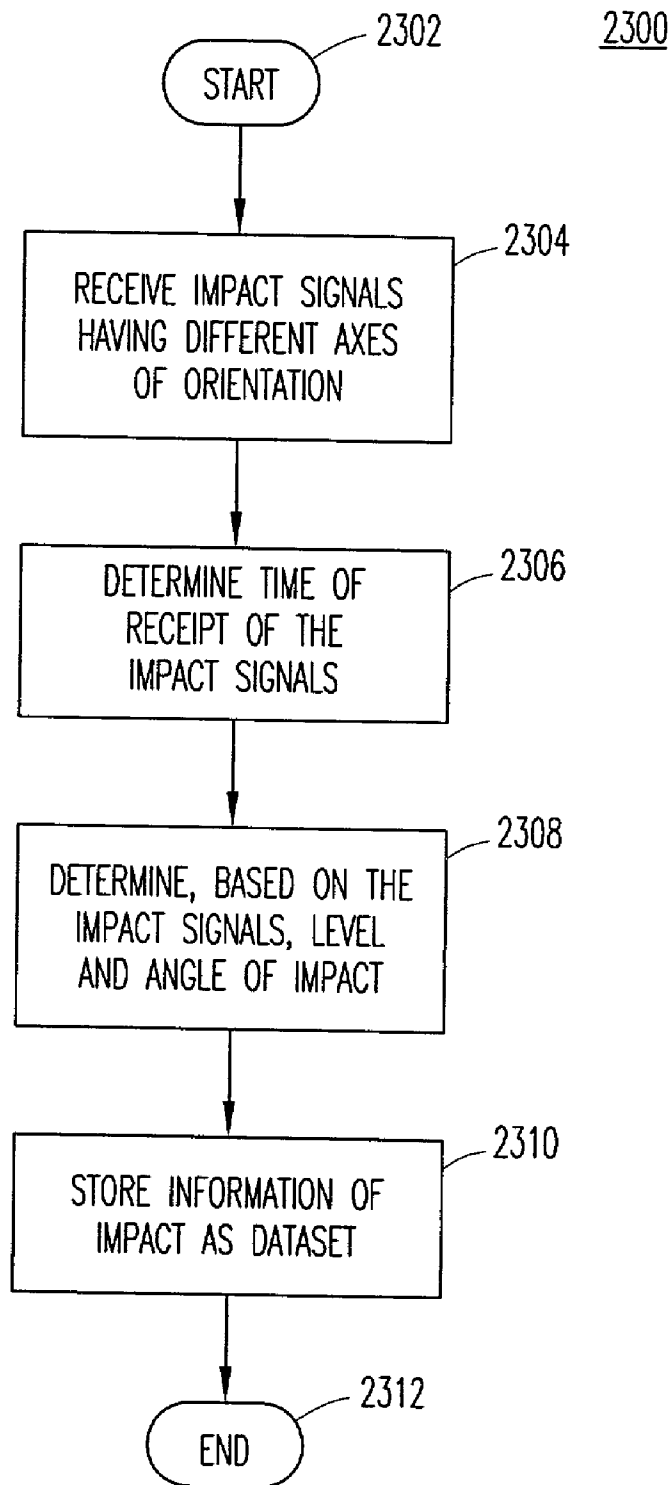 2300
2302
START
2304
RECEIVE IMPACT SIGNALS
HAVING DIFFERENT AXES
OF ORIENTATION
2306
DETERMINE TIME OF
RECEIPT OF THE
IMPACT SIGNALS
2308
DETERMINE, BASED ON THE
IMPACT SIGNALS, LEVEL
AND ANGLE OF IMPACT
2310
STORE INFORMATION OF
IMPACT AS DATASET
2312
END